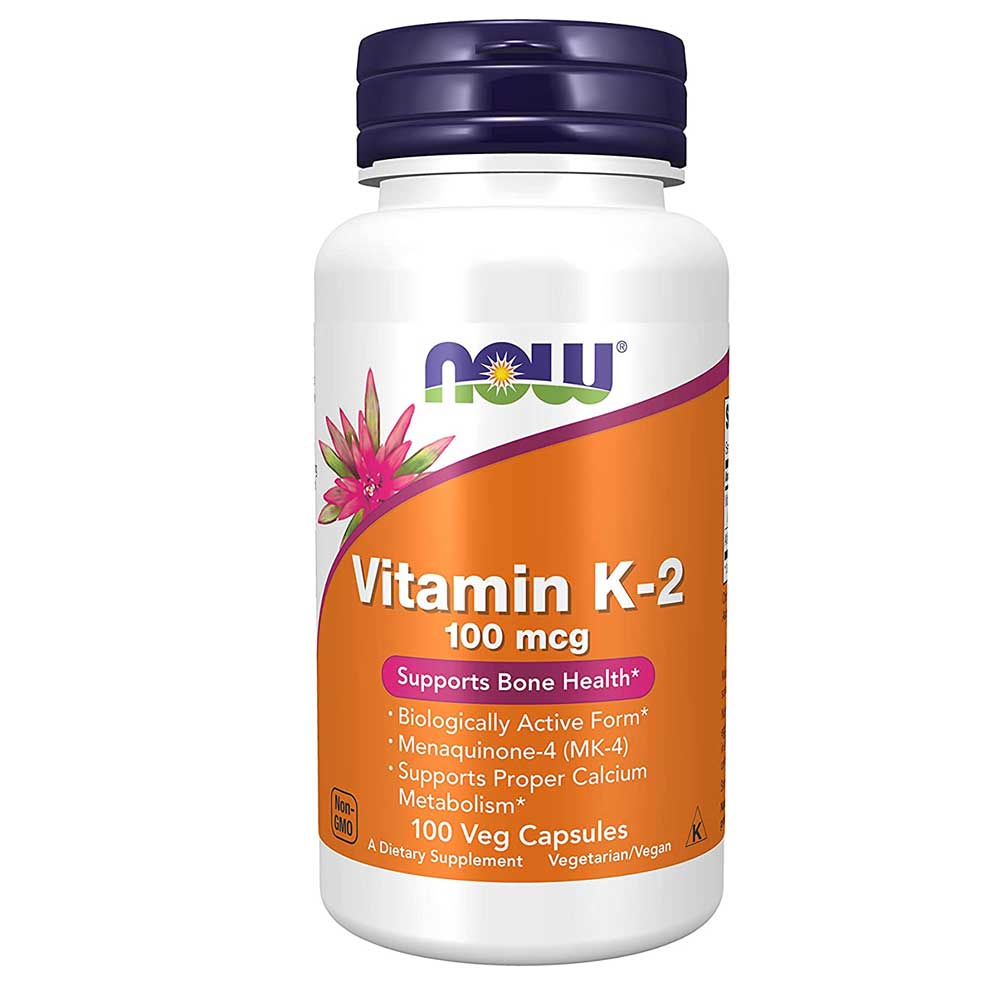 NOW®
Vitamin K-2
100 mcg
Supports Bone Health*
· Biologically Active Form*
· Menaquinone-4 (MK-4)
· Supports Proper Calcium
Metabolism*
Non-
GMO
100 Veg Capsules
K
A Dietary Supplement Vegetarian/Vegan